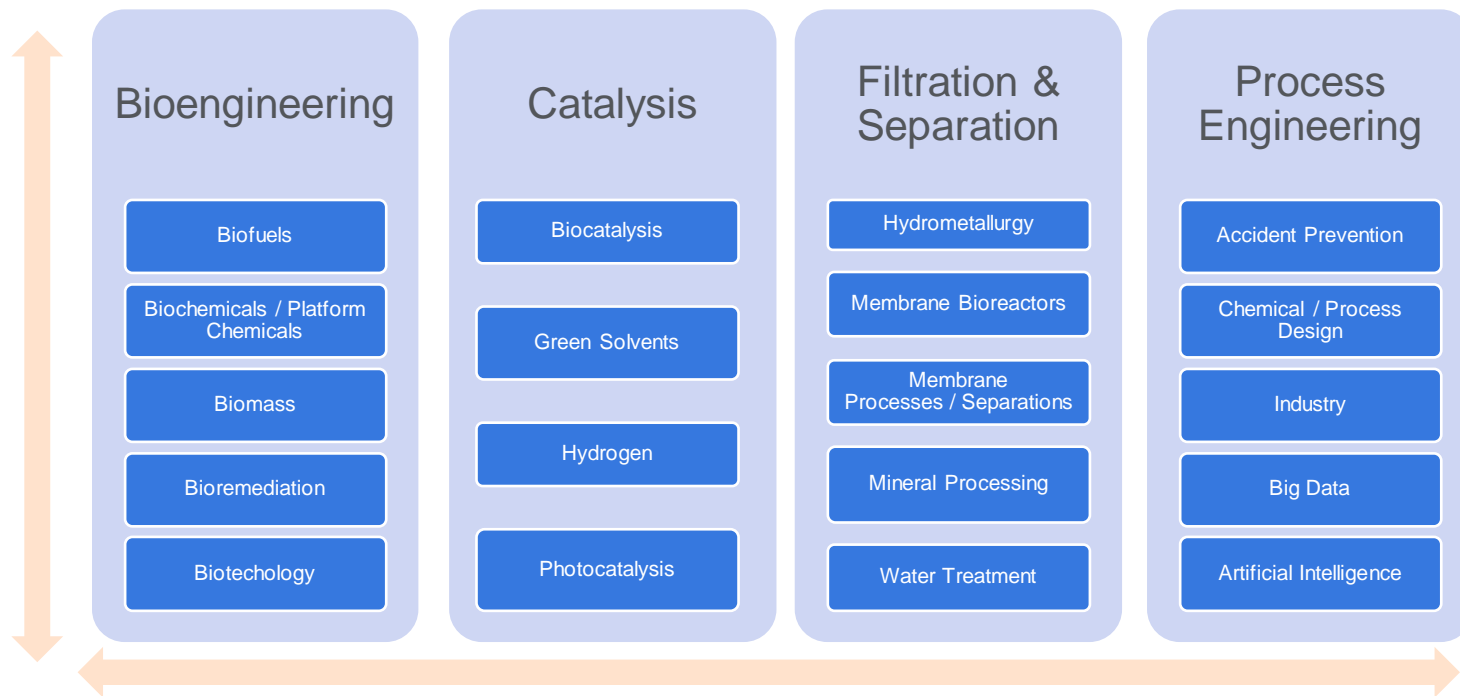 Bioengineering
Biofuels
Biochemicals / Platform
Chemicals
Biomass
Bioremediation
Biotechology
Catalysis
Biocatalysis
Green Solvents
Hydrogen
Photocatalysis
Filtration &
Separation
Hydrometallurgy
Membrane Bioreactors
Membrane
Processes / Separations
Mineral Processing
Water Treatment
Process
Engineering
Accident Prevention
Chemical / Process
Design
Industry
Big Data
Artificial Intelligence